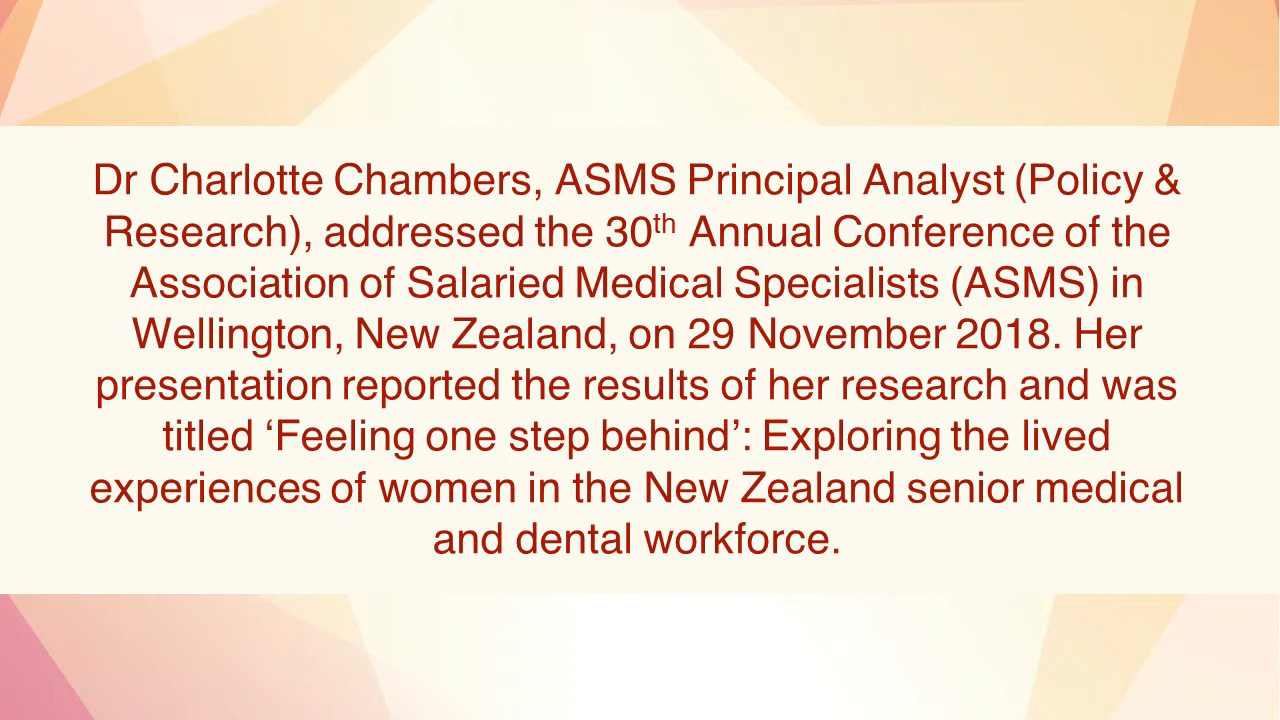 Dr Charlotte Chambers, ASMS Principal Analyst (Policy &
Research), addressed the 30th Annual Conference of the
Association of Salaried Medical Specialists (ASMS) in
Wellington, New Zealand, on 29 November 2018. Her
presentation reported the results of her research and was
titled ‘Feeling one step behind’: Exploring the lived
experiences of women in the New Zealand senior medical
and dental workforce.